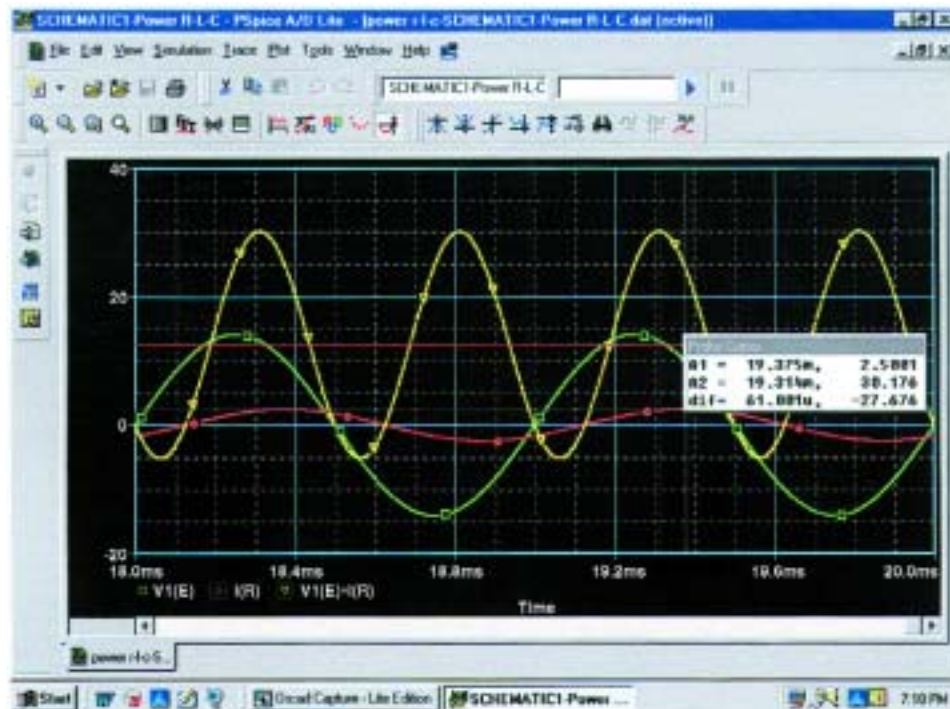 SCHEMATIC1-Power R-L-C - PSpice A/D Lite - [power r-l-c-SCHEMATIC1-Power R-L-C.dat (active)]
File Edit View Simulation Trace Plot Tools Window Help
SCHEMATIC1-Power R-L-C
40
20
0
-20
A1 = 19.375m, 2.5001
A2 = 19.314m, 30.176
dif= 61.001u, -27.676
18.0ms 18.4ms 18.8ms 19.2ms 19.6ms 20.0ms
V1(E) I(R) V1(E)*I(R)
Time
power r-l-c-S...
Start Orcad Capture - Lite Edition SCHEMATIC1-Power ... 7:10 PM